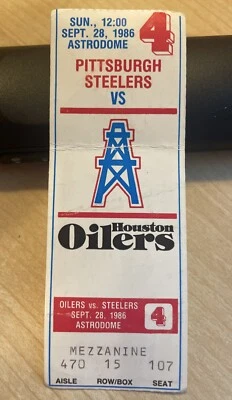 SUN., 12:00
SEPT. 28, 1986
ASTRODOME
4
PITTSBURGH
STEELERS
VS
Houston
Oilers
OILERS vs. STEELERS
SEPT. 28, 1986
ASTRODOME
4
MEZZANINE
470 15 107
AISLE ROW/BOX SEAT